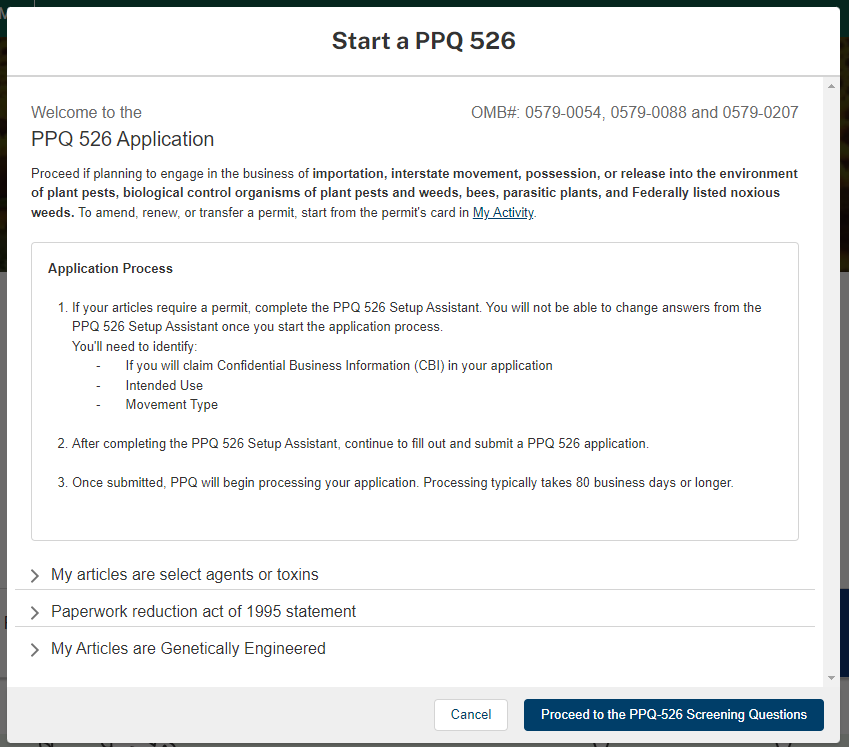 Start a PPQ 526
Welcome to the
OMB#: 0579-0054, 0579-0088 and 0579-0207
PPQ 526 Application
Proceed if planning to engage in the business of importation, interstate movement, possession, or release into the environment
of plant pests, biological control organisms of plant pests and weeds, bees, parasitic plants, and Federally listed noxious
weeds. To amend, renew, or transfer a permit, start from the permit's card in My Activity.
Application Process
1. If your articles require a permit, complete the PPQ 526 Setup Assistant. You will not be able to change answers from the
PPQ 526 Setup Assistant once you start the application process.
You'll need to identify:
- If you will claim Confidential Business Information (CBI) in your application
- Intended Use
- Movement Type
2. After completing the PPQ 526 Setup Assistant, continue to fill out and submit a PPQ 526 application.
3. Once submitted, PPQ will begin processing your application. Processing typically takes 80 business days or longer.
My articles are select agents or toxins
Paperwork reduction act of 1995 statement
My Articles are Genetically Engineered
Cancel
Proceed to the PPQ-526 Screening Questions